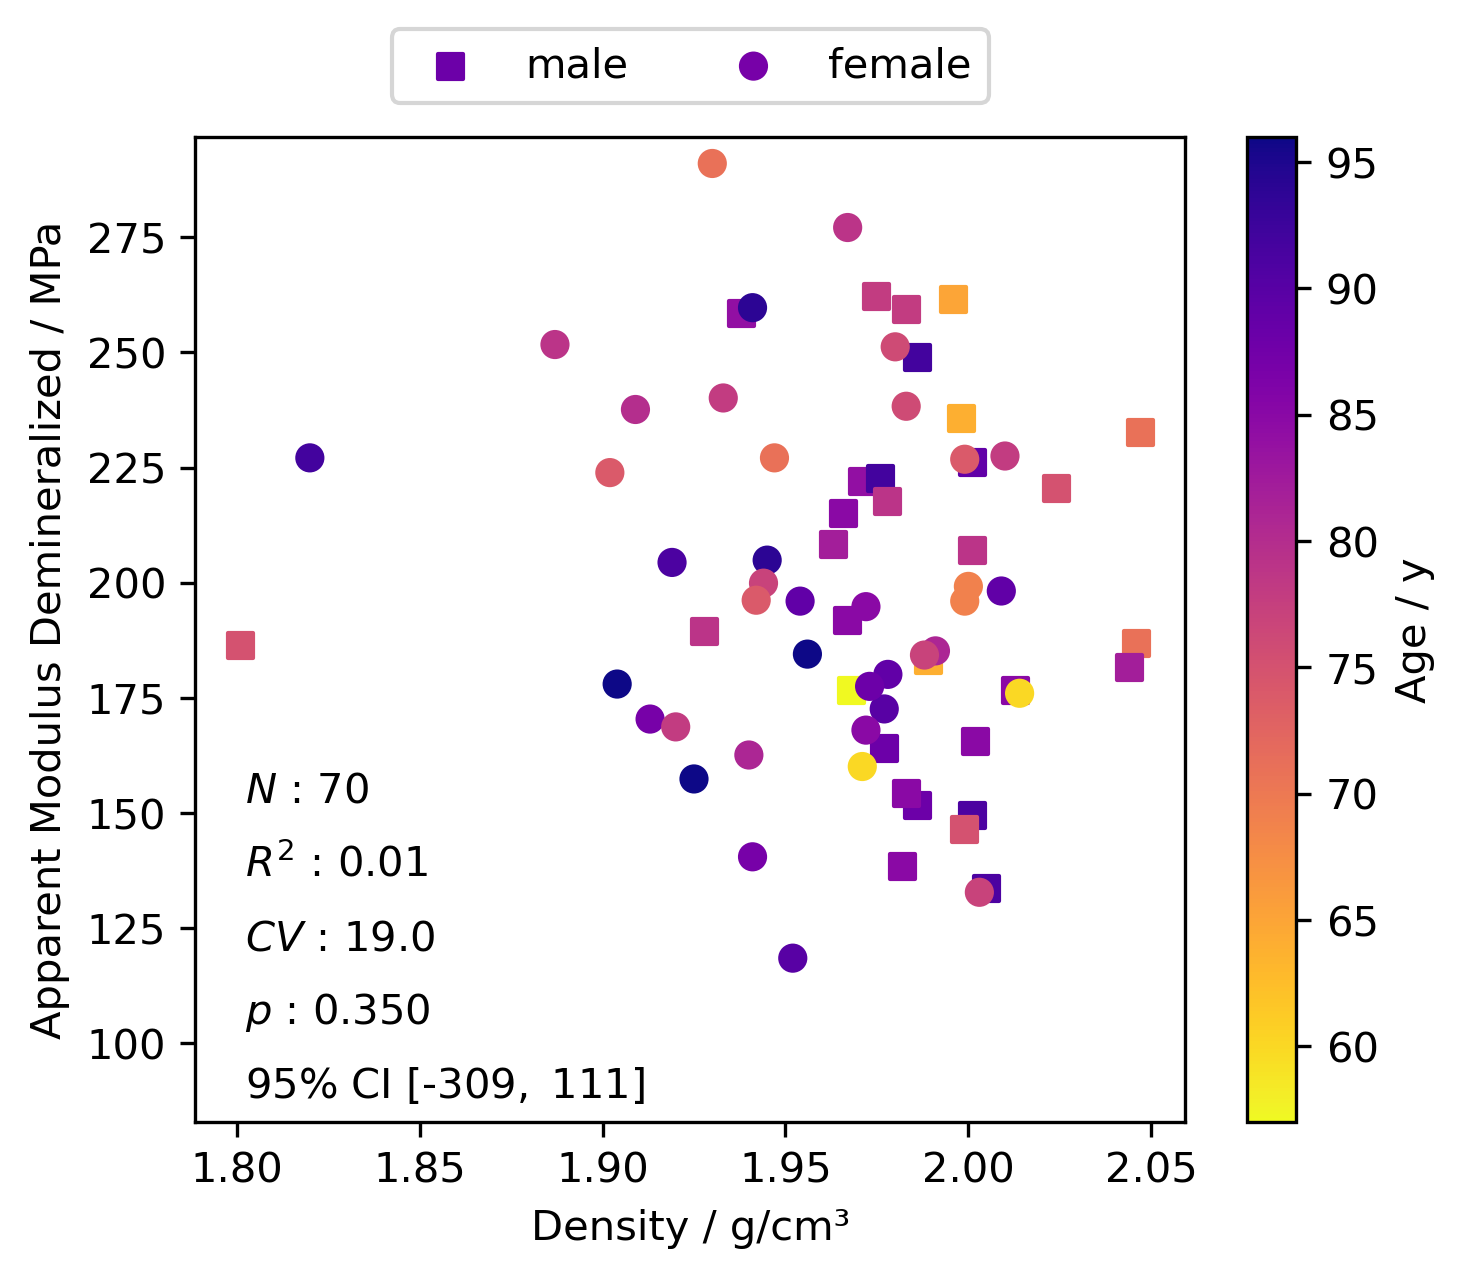 male female
275
250
225
200
175
150
125
100
Apparent Modulus Demineralized / MPa
N : 70
R² : 0.01
CV : 19.0
p : 0.350
95% CI [-309, 111]
1.80 1.85 1.90 1.95 2.00 2.05
Density / g/cm³
95
90
85
80
75
70
65
60
Age / y